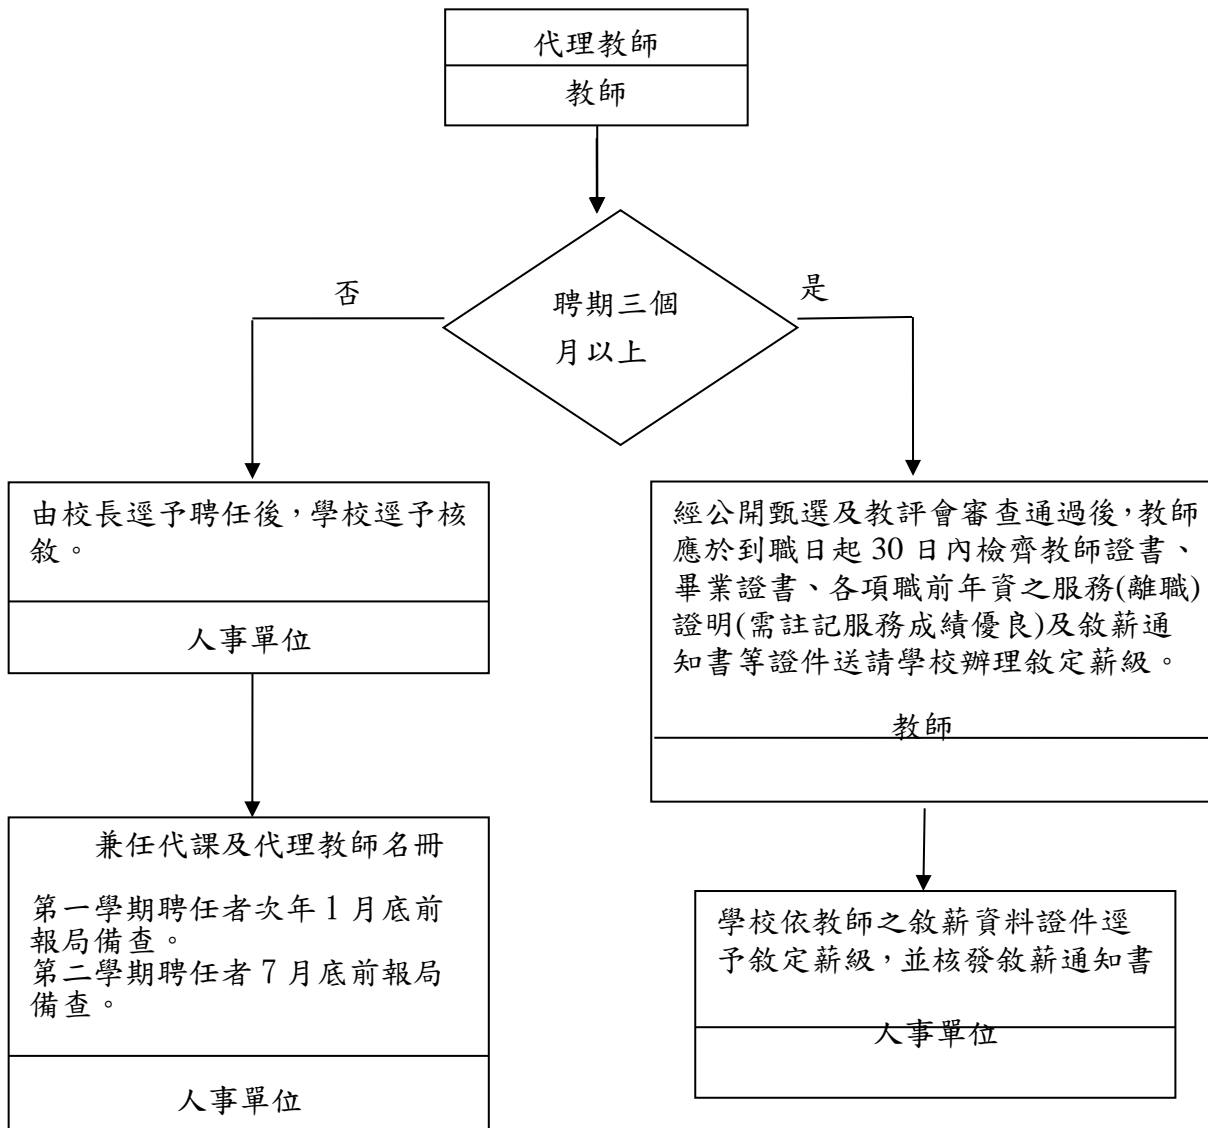 代理教師
教師
聘期三個
月以上
否
是
由校長逕予聘任後，學校逕予核
敘。
人事單位
兼任代課及代理教師名冊
第一學期聘任者次年 1 月底前
報局備查。
第二學期聘任者 7 月底前報局
備查。
人事單位
經公開甄選及教評會審查通過後，教師
應於到職日起 30 日內檢齊教師證書、
畢業證書、各項職前年資之服務(離職)
證明(需註記服務成績優良)及敘薪通
知書等證件送請學校辦理敘定薪級。
教師
學校依教師之敘薪資料證件逕
予敘定薪級，並核發敘薪通知書
人事單位